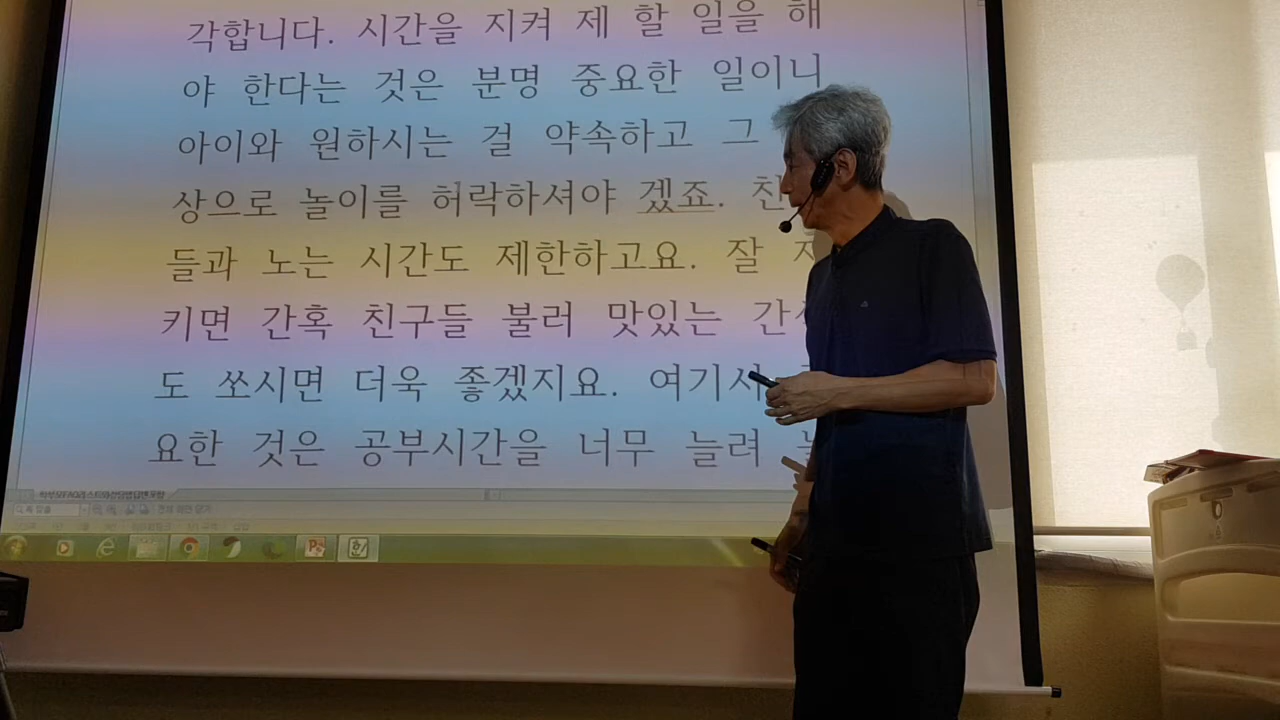 각합니다. 시간을 지켜 제 할 일을 해
야 한다는 것은 분명 중요한 일이니
아이와 원하시는 걸 약속하고 그
상으로 놀이를 허락하셔야 겠죠. 친
들과 노는 시간도 제한하고요. 잘
키면 간혹 친구들 불러 맛있는
도 쏘시면 더욱 좋겠지요. 여기서
요한 것은 공부시간을 너무 늘려